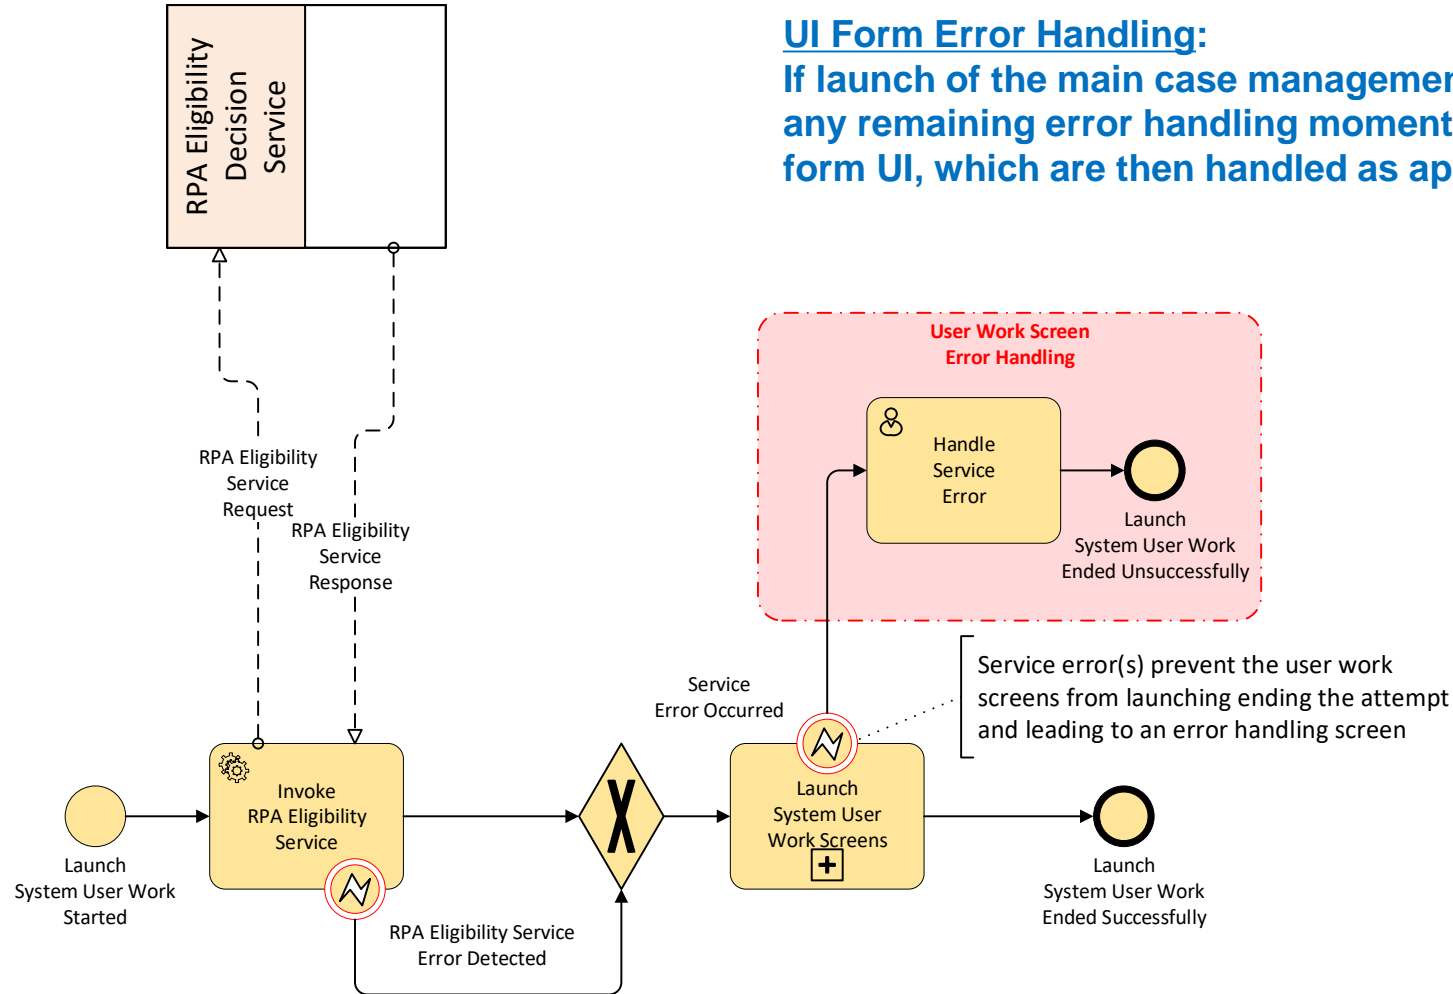 UI Form Error Handling:
If launch of the main case managemen
any remaining error handling moment
form UI, which are then handled as ap
RPA Eligibility
Decision
Service
User Work Screen
Error Handling
Handle
Service
Error
Launch
System User Work
Ended Unsuccessfully
RPA Eligibility
Service
Request
RPA Eligibility
Service
Response
Service error(s) prevent the user work
screens from launching ending the attempt
and leading to an error handling screen
Service
Error Occurred
Invoke
RPA Eligibility
Service
Launch
System User
Work Screens
Launch
System User Work
Started
Launch
System User Work
Ended Successfully
RPA Eligibility Service
Error Detected